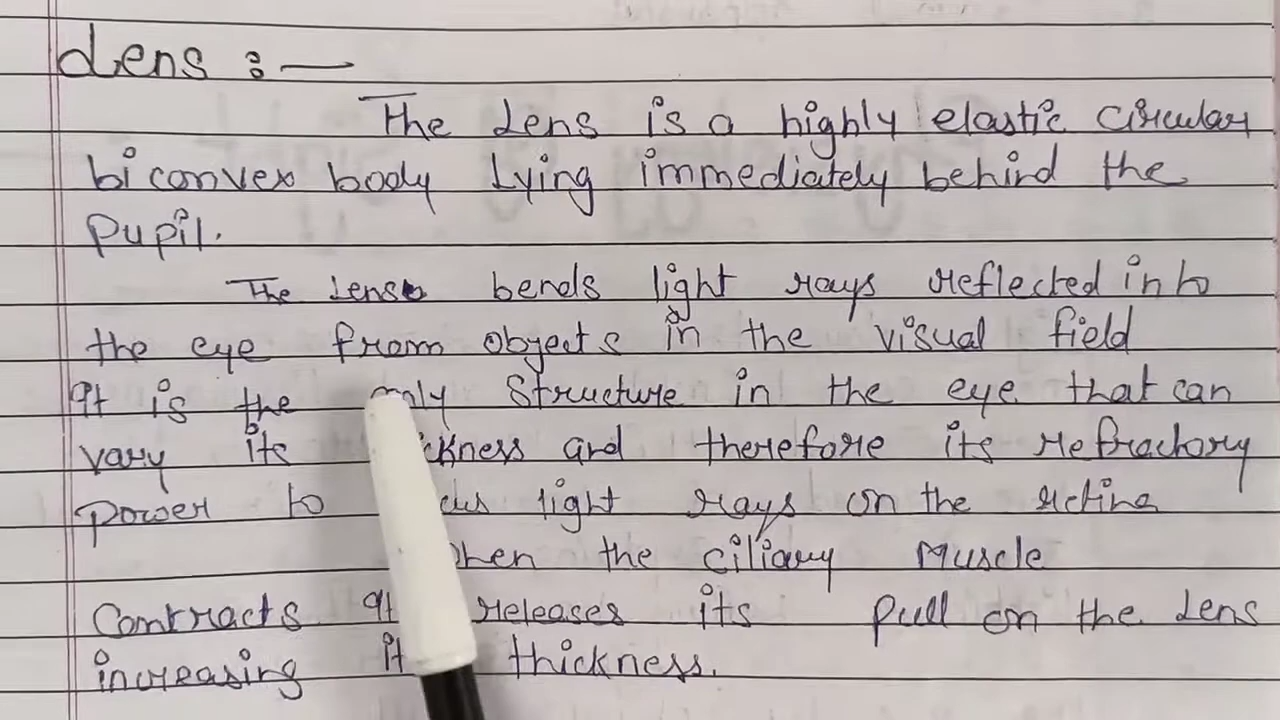 Lens :—
The Lens is a highly elastic circular
biconvex body Lying immediately behind the
Pupil.
The Lens bends light rays reflected into
the eye from objects in the visual field
It is the only Structure in the eye that can
vary its and therefore its refractory
power to light rays on the retina
the ciliary Muscle
Contracts It releases its Pull on the Lens
increasing thickness.